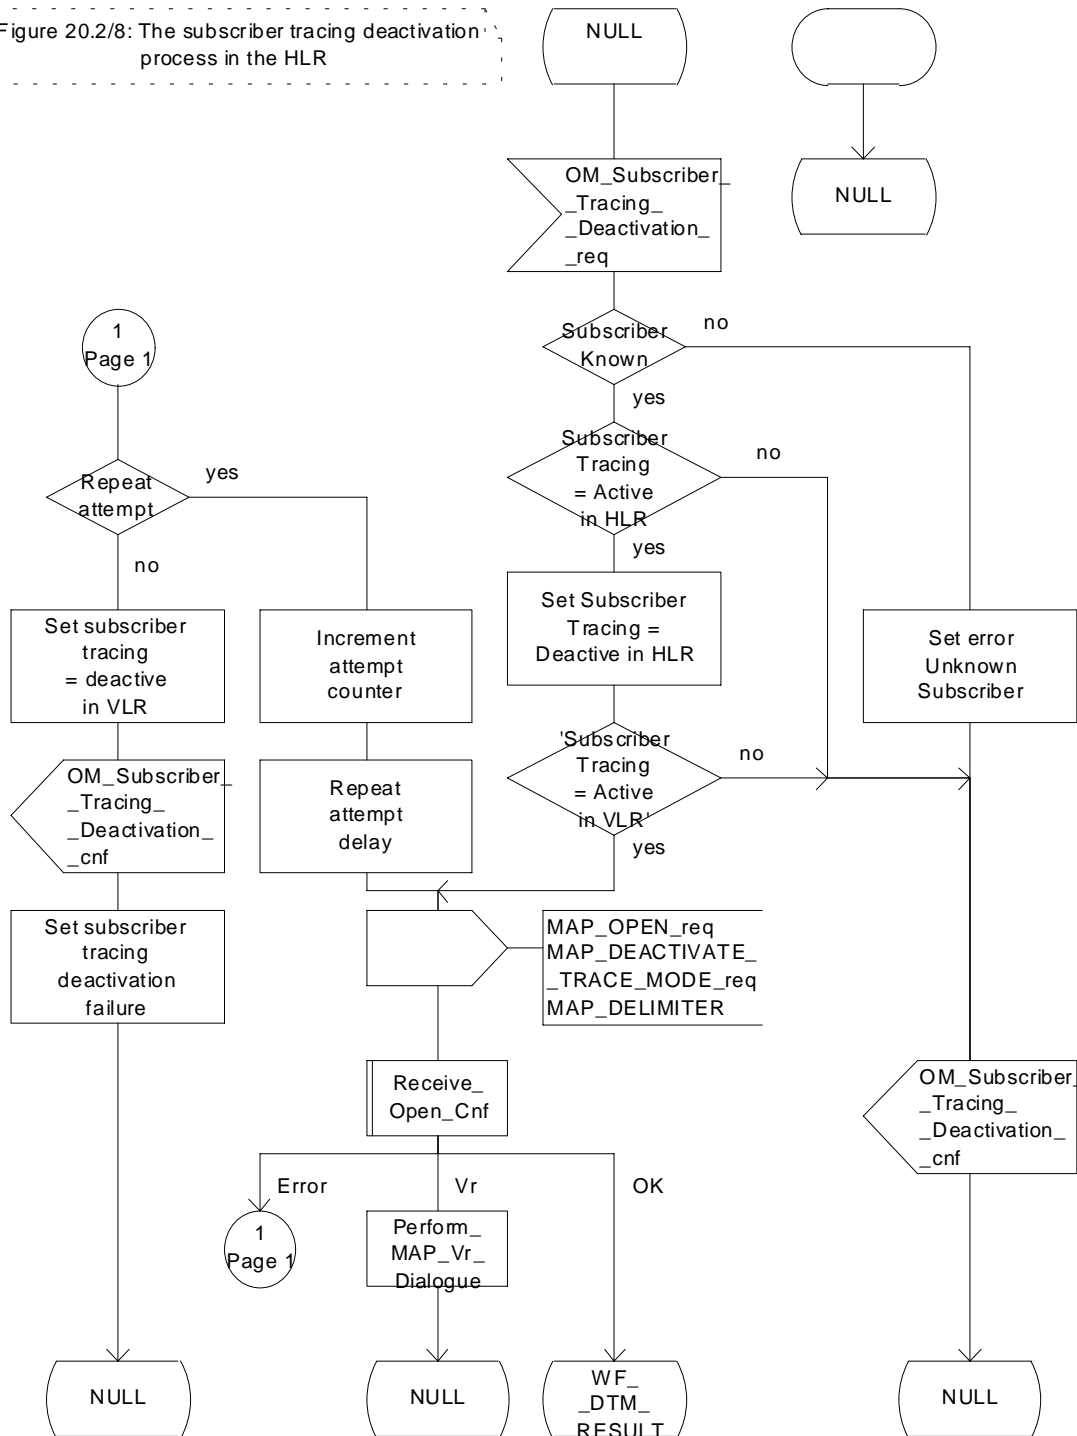 Figure 20.2/8: The subscriber tracing deactivation
process in the HLR
NULL
OM_Subscriber_
_Tracing_
_Deactivation_
_req
NULL
1
Page 1
Subscriber
Known
no
yes
Subscriber
Tracing
= Active
in HLR
no
yes
Repeat
attempt
yes
no
Set subscriber
tracing
= deactive
in VLR
Increment
attempt
counter
Set Subscriber
Tracing =
Deactive in HLR
Set error
Unknown
Subscriber
OM_Subscriber_
_Tracing_
_Deactivation_
_cnf
Repeat
attempt
delay
'Subscriber
Tracing
= Active
in VLR'
no
yes
Set subscriber
tracing
deactivation
failure
MAP_OPEN_req
MAP_DEACTIVATE_
_TRACE_MODE_req
MAP_DELIMITER
Receive_
Open_Cnf
OM_Subscriber_
_Tracing_
_Deactivation_
_cnf
Error
Vr
OK
1
Page 1
Perform_
MAP_Vr_
Dialogue
NULL
NULL
WF_
_DTM_
RESULT
NULL